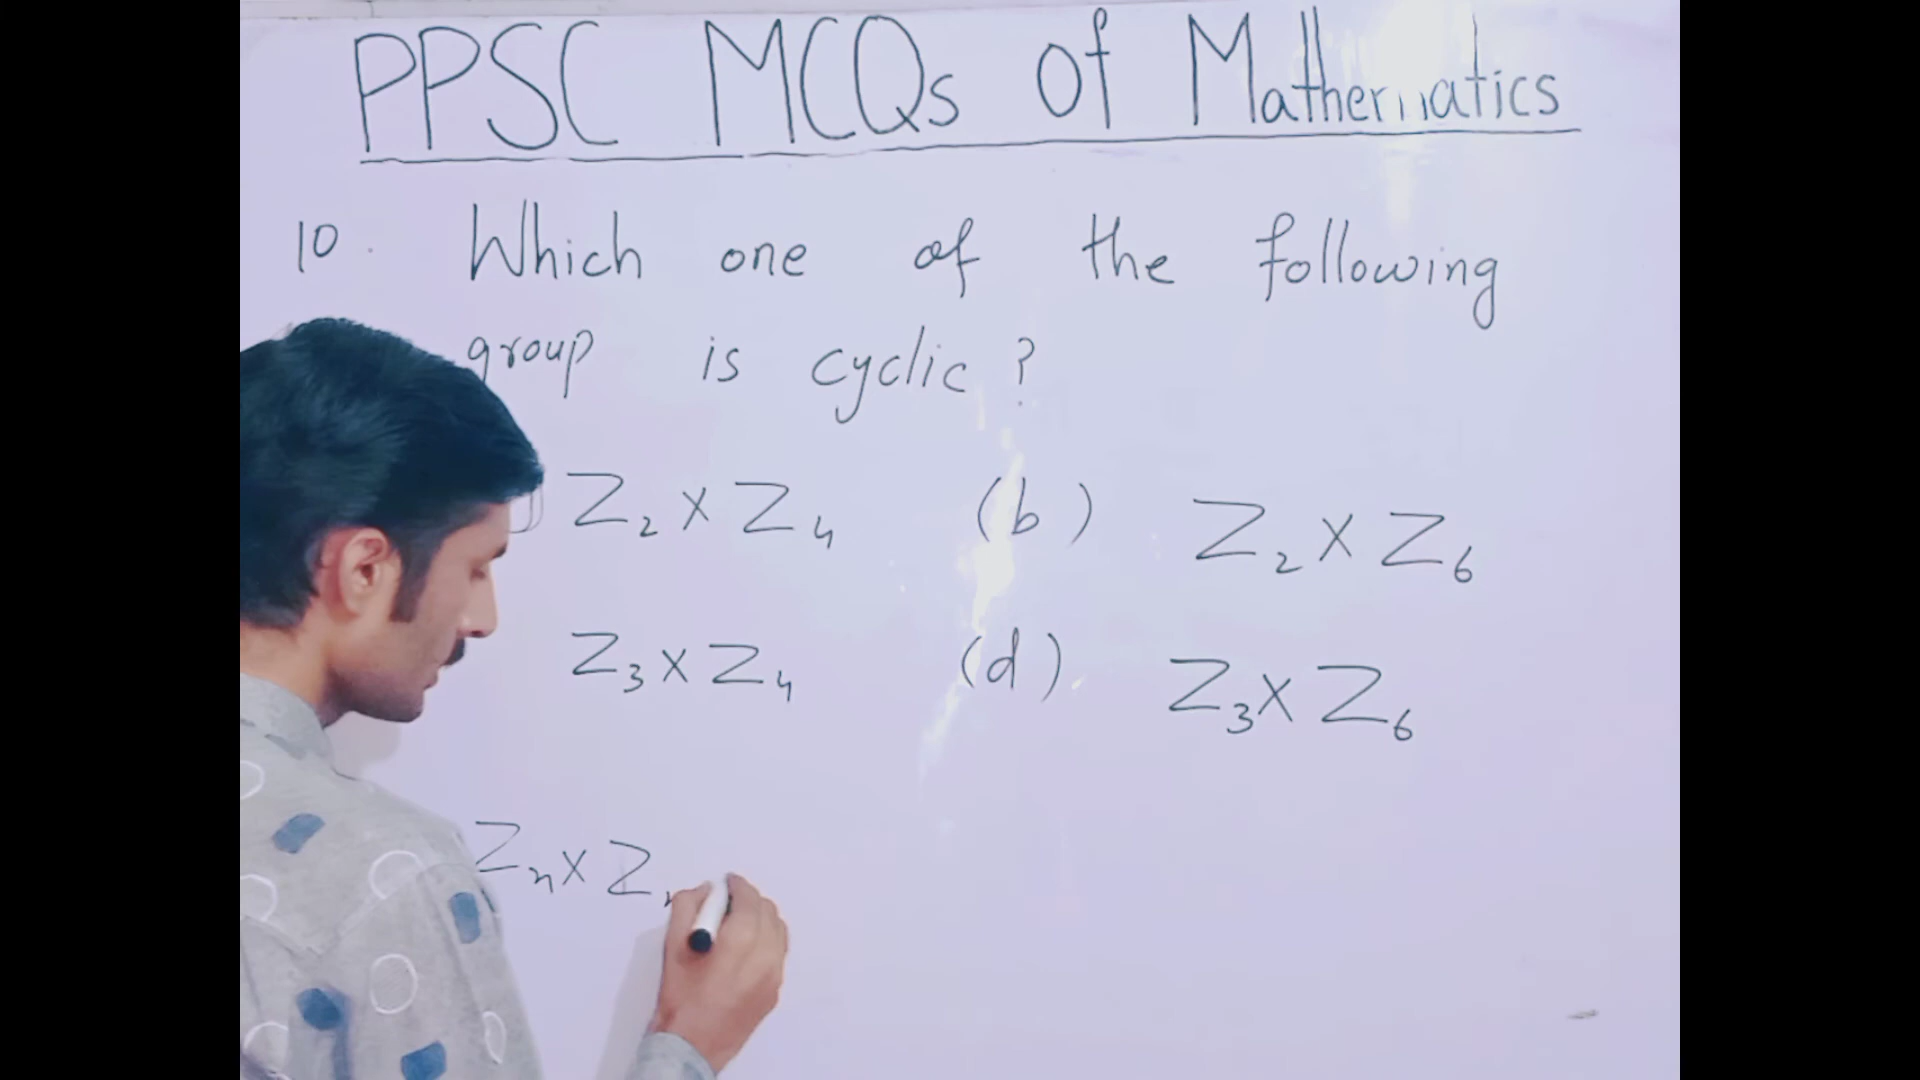 PPSC MCQs of Mathematics
10. Which one of the following
group is cyclic?
Z₂ x Z₄ (b) Z₂ x Z₆
Z₃ x Z₄ (d) Z₃ x Z₆
Zₙ x Z